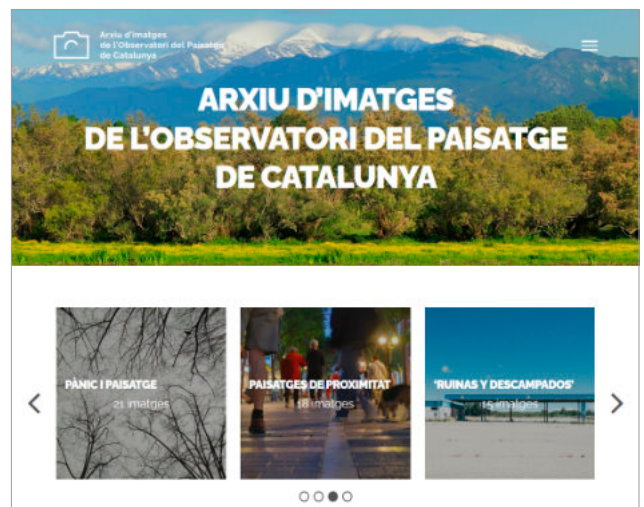 Arxiu d'imatges
de l'Observatori del Paisatge
de Catalunya
ARXIU D'IMATGES
DE L'OBSERVATORI DEL PAISATGE
DE CATALUNYA
PÀNIC I PAISATGE
21 imatges
PAISATGES DE PROXIMITAT
18 imatges
'RUINAS Y DESCAMPADOS'
15 imatges